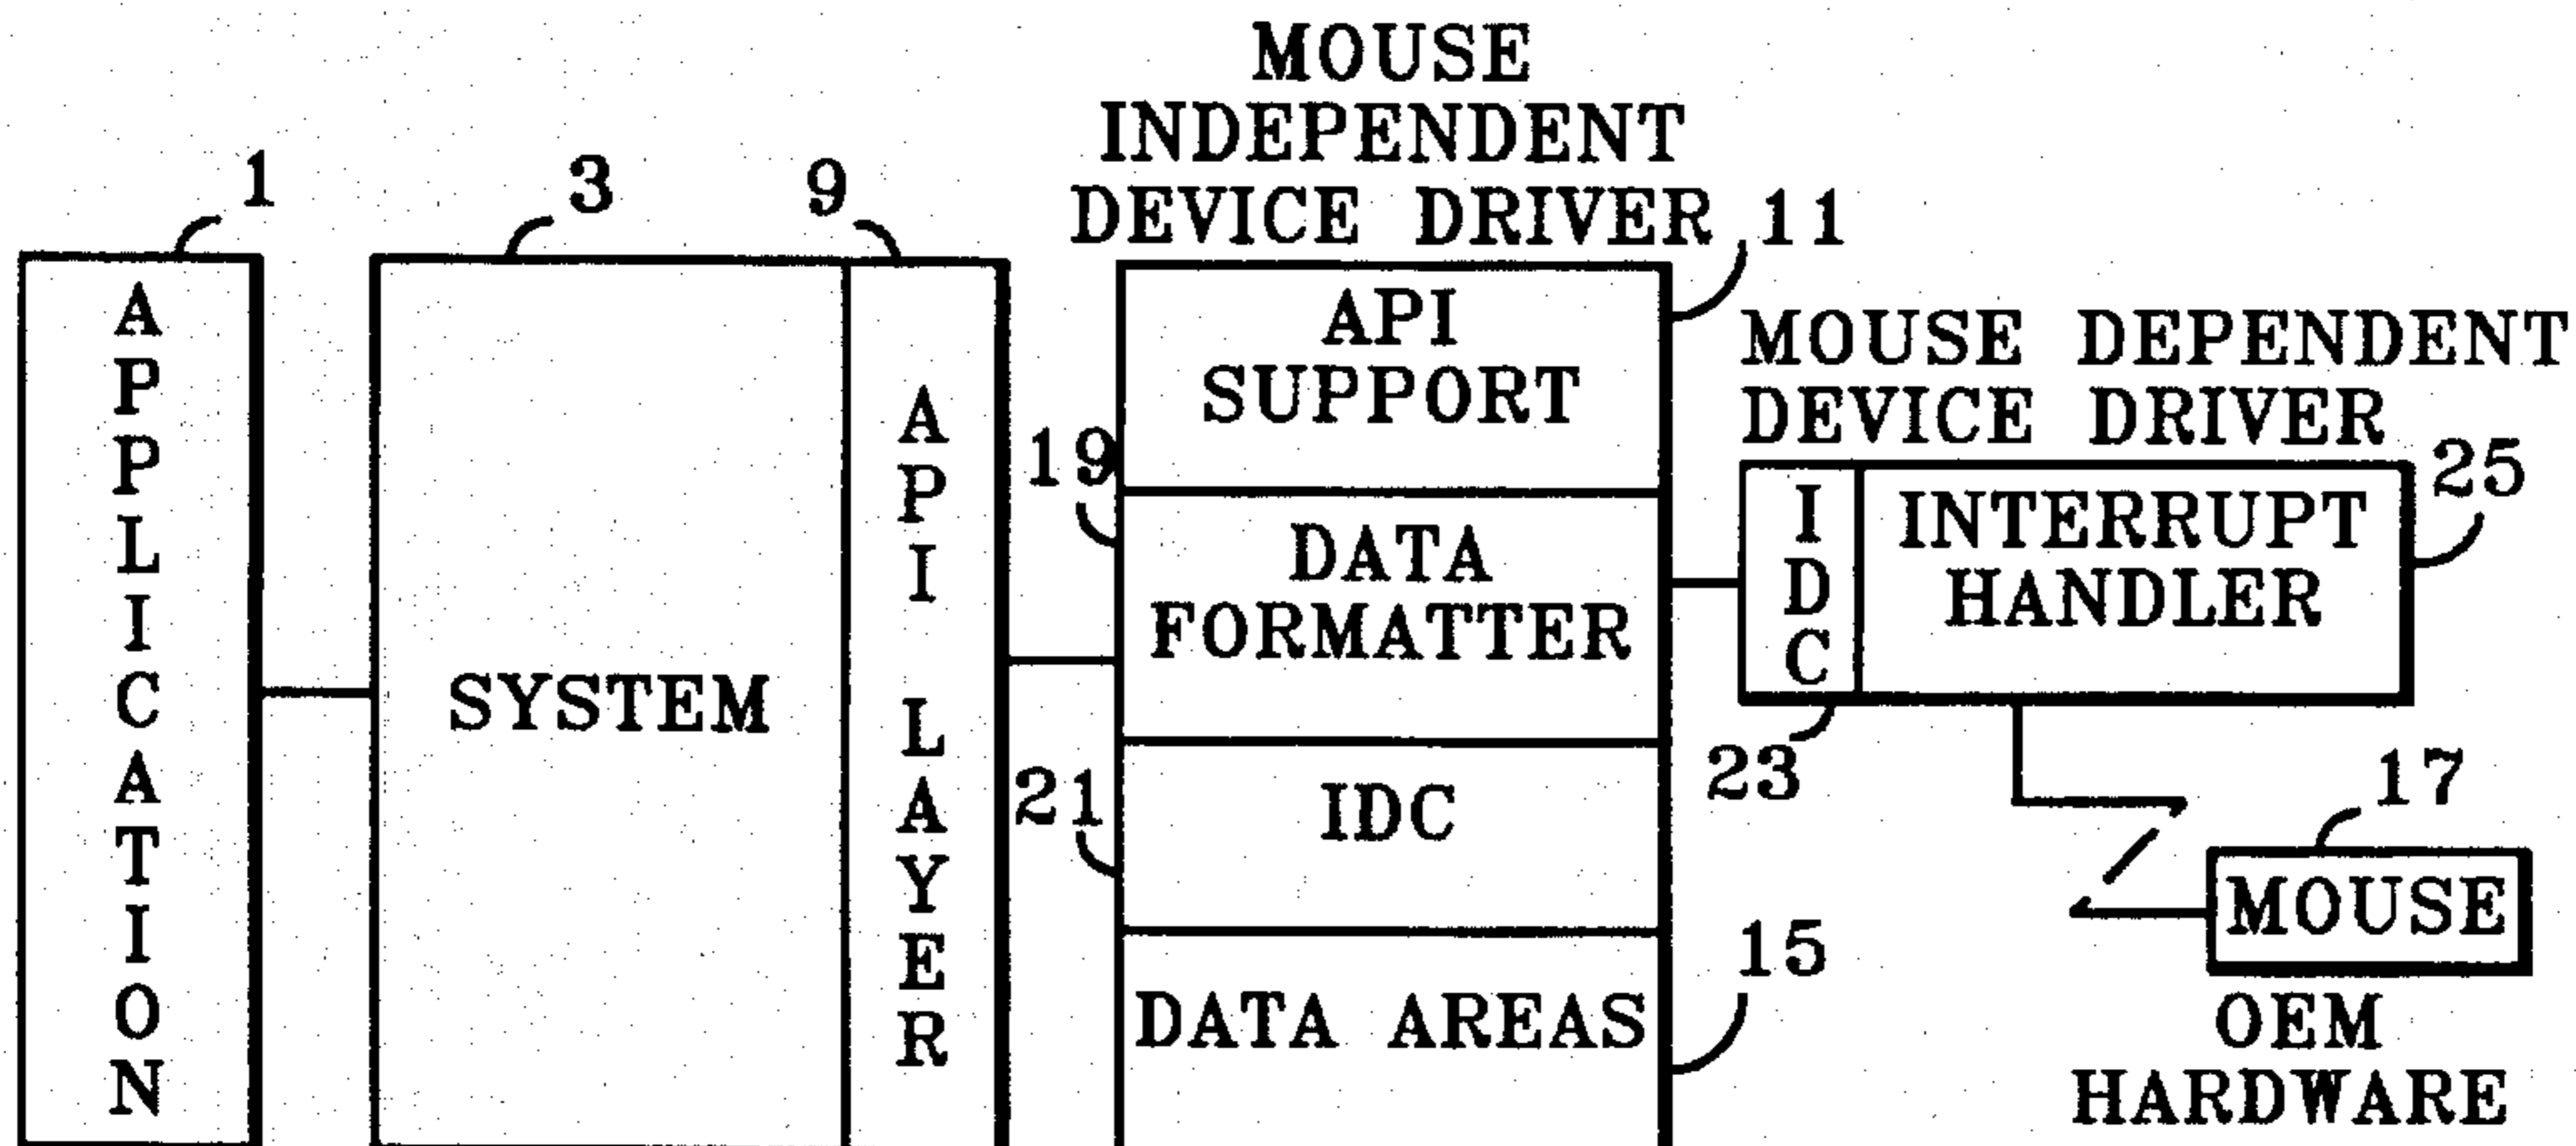 MOUSE
INDEPENDENT
DEVICE DRIVER
1
3
9
11
APPLICATION
SYSTEM
API LAYER
API
SUPPORT
19
DATA
FORMATTER
21
IDC
15
DATA AREAS
MOUSE DEPENDENT
DEVICE DRIVER
25
IDC
INTERRUPT
HANDLER
23
17
MOUSE
OEM
HARDWARE